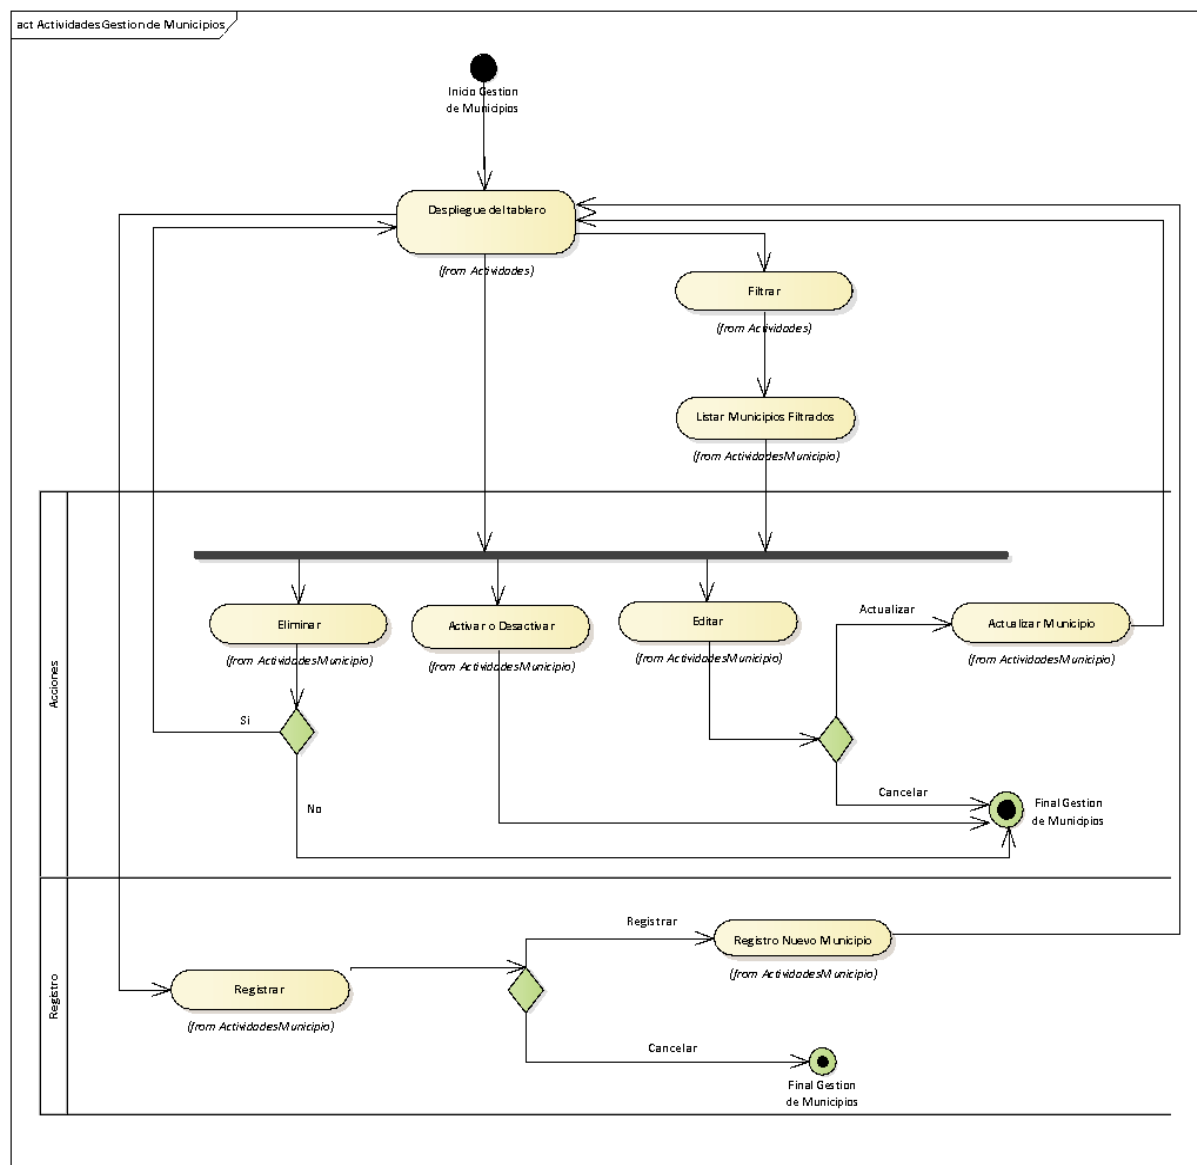 act ActividadesGestion de Municipios
Inicio Gestion
de Municipios
Despliegue del tablero
(from Actividades)
Filtrar
(from Actividades)
Listar Municipios Filtrados
(from ActividadesMunicipio)
Acciones
Eliminar
(from ActividadesMunicipio)
Activar o Desactivar
(from ActividadesMunicipio)
Editar
(from ActividadesMunicipio)
Actualizar
Actualizar Municipio
(from ActividadesMunicipio)
Si
No
Cancelar
Final Gestion
de Municipios
Registro
Registrar
(from ActividadesMunicipio)
Registrar
Registro Nuevo Municipio
(from ActividadesMunicipio)
Cancelar
Final Gestion
de Municipios